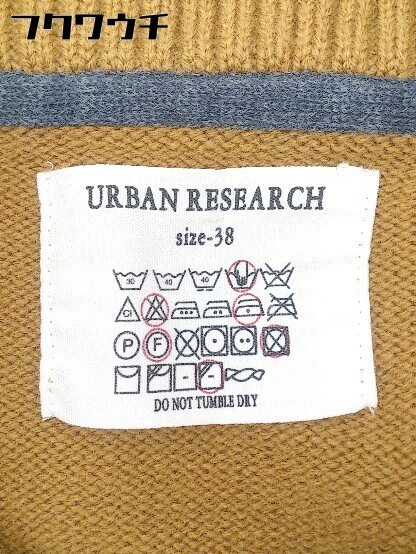 フクワウチ
URBAN RESEARCH
size-38
30 40 40
Cl
P F
DO NOT TUMBLE DRY